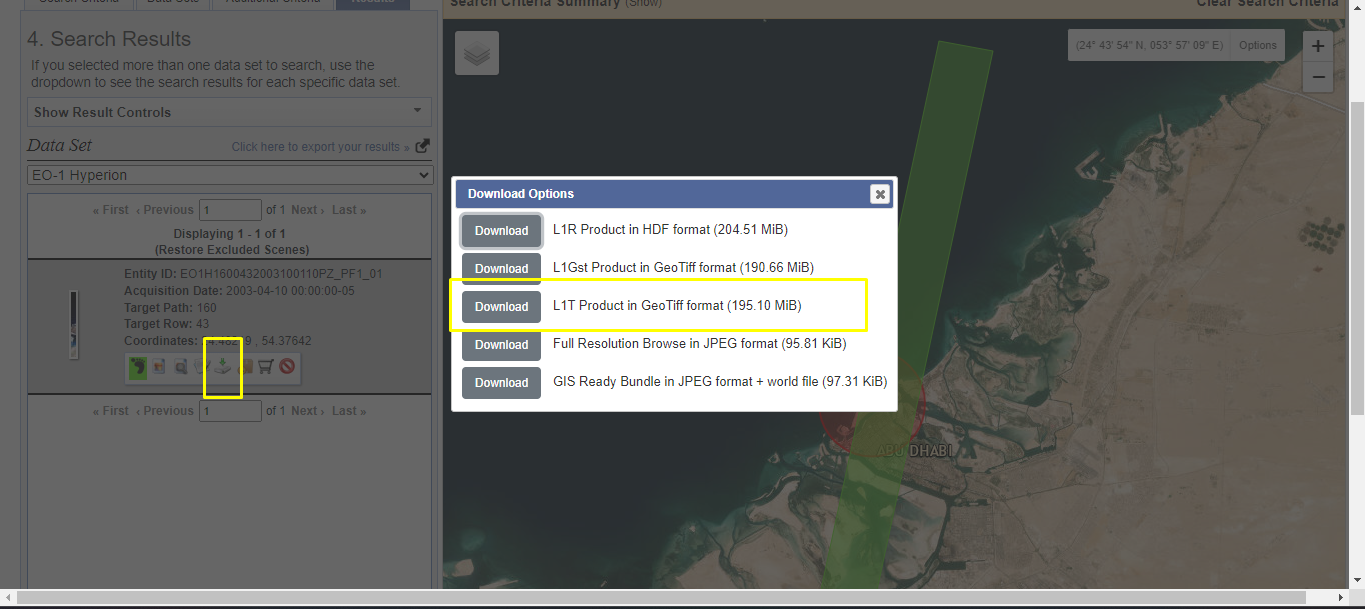 Search Criteria
Data Sets
Additional Criteria
Results
Search Criteria Summary (Show)
Clear Search Criteria
4. Search Results
If you selected more than one data set to search, use the
dropdown to see the search results for each specific data set.
Show Result Controls
Data Set
Click here to export your results »
EO-1 Hyperion
« First ‹ Previous 1 of 1 Next › Last »
Displaying 1 - 1 of 1
(Restore Excluded Scenes)
Entity ID: EO1H1600432003100110PZ_PF1_01
Acquisition Date: 2003-04-10 00:00:00-05
Target Path: 160
Target Row: 43
Coordinates: , 54.37642
« First ‹ Previous 1 of 1 Next › Last »
(24° 43' 54" N, 053° 57' 09" E)
Options
+
−
Download Options
Download L1R Product in HDF format (204.51 MiB)
Download L1Gst Product in GeoTiff format (190.66 MiB)
Download L1T Product in GeoTiff format (195.10 MiB)
Download Full Resolution Browse in JPEG format (95.81 KiB)
Download GIS Ready Bundle in JPEG format + world file (97.31 KiB)
ABU DHABI